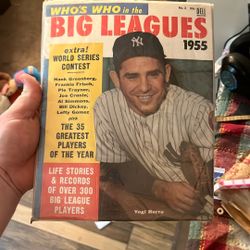 WHO'S WHO in the
BIG LEAGUES
1955
extra!
WORLD SERIES
CONTEST
Hank Greenberg,
Frankie Frisch,
Pie Traynor,
Joe Cronin,
Al Simmons,
Bill Dickey,
Lefty Gomez
THE 35
GREATEST
PLAYERS
OF THE YEAR
LIFE STORIES
& RECORDS
OF OVER 300
BIG LEAGUE
PLAYERS
Yogi Berra